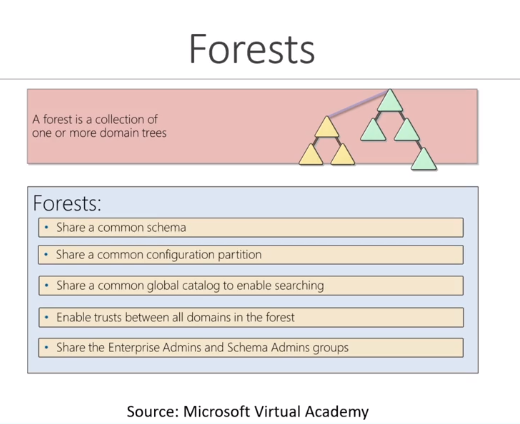 Forests
A forest is a collection of
one or more domain trees
Forests:
• Share a common schema
• Share a common configuration partition
• Share a common global catalog to enable searching
• Enable trusts between all domains in the forest
• Share the Enterprise Admins and Schema Admins groups
Source: Microsoft Virtual Academy